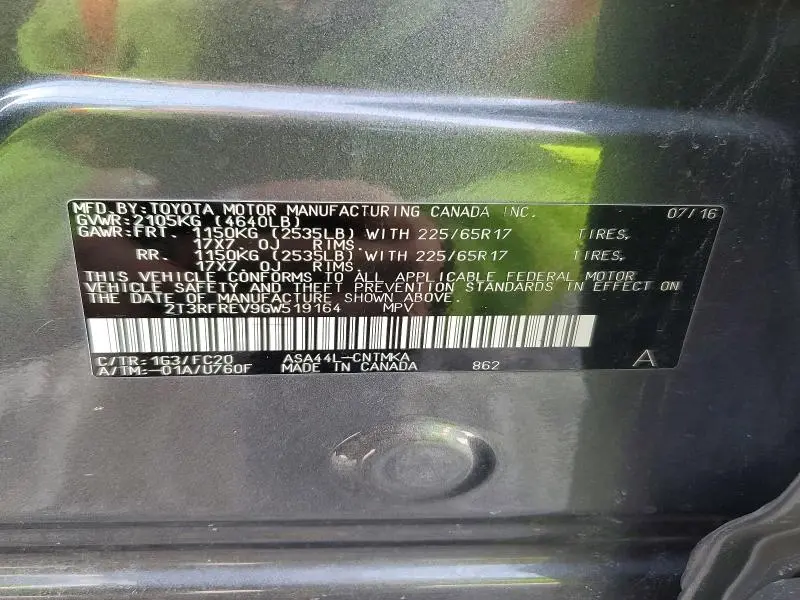 MFD.BY:TOYOTA MOTOR MANUFACTURING CANADA INC. 07/16
GVWR:2105KG (4640LB)
GAWR:FRT. 1150KG (2535LB) WITH 225/65R17 TIRES,
17X7.0J RIMS.
RR. 1150KG (2535LB) WITH 225/65R17 TIRES,
17X7.0J RIMS.
THIS VEHICLE CONFORMS TO ALL APPLICABLE FEDERAL MOTOR
VEHICLE SAFETY AND THEFT PREVENTION STANDARDS IN EFFECT ON
THE DATE OF MANUFACTURE SHOWN ABOVE.
2T3RFREV9GW519164 MPV
C/TR:1G3/FC20 ASA44L-CNTMKA A
A/TM:-01A/U760F MADE IN CANADA 862